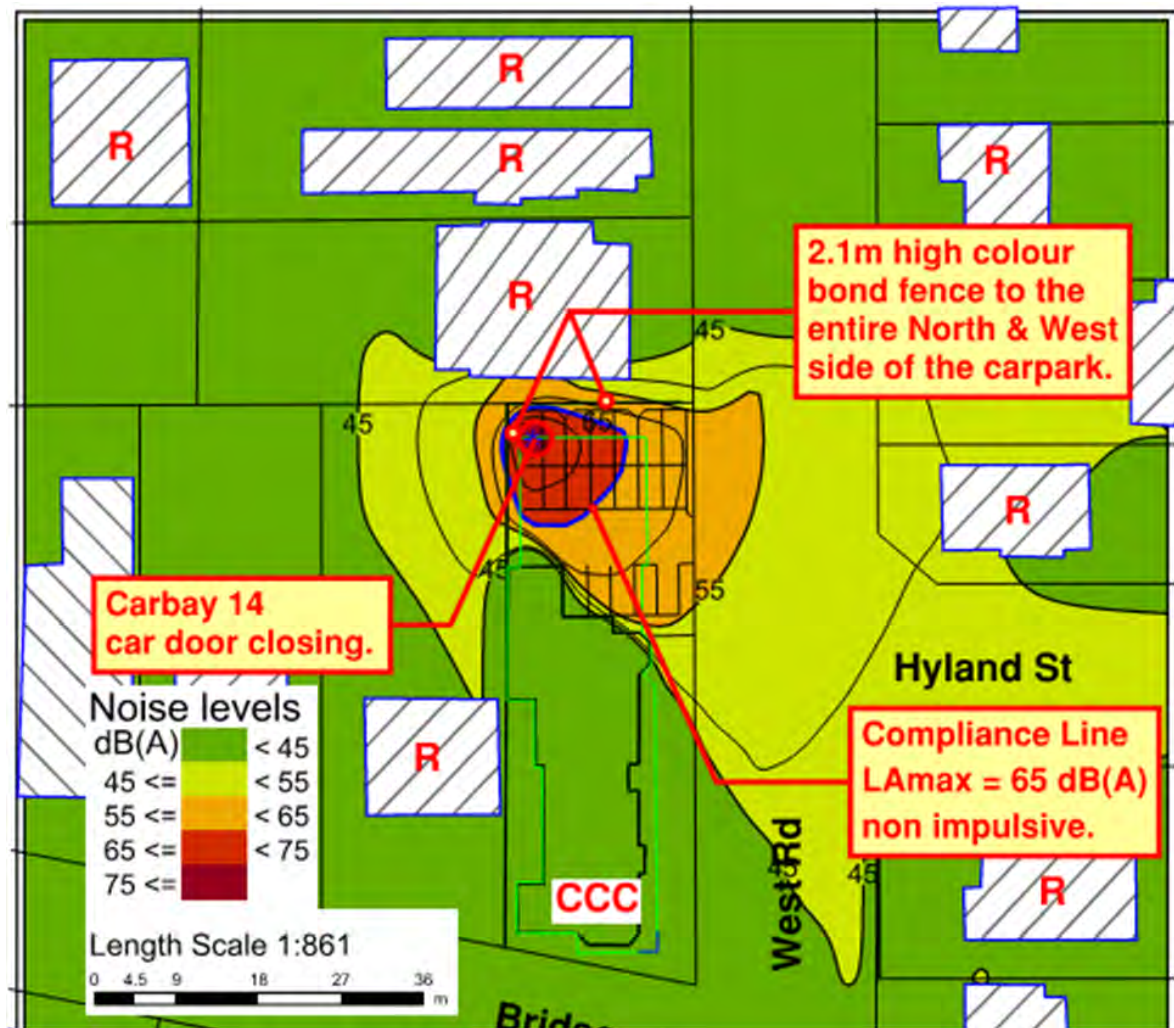 R
R
R
R
R
2.1m high colour
bond fence to the
entire North & West
side of the carpark.
45
45
65
45
55
R
Carbay 14
car door closing.
Hyland St
Noise levels
dB(A)
< 45
45 <= < 55
55 <= < 65
65 <= < 75
75 <=
R
Compliance Line
LAmax = 65 dB(A)
non impulsive.
West Rd
45
R
CCC
Length Scale 1:861
0 4.5 9 18 27 36
m